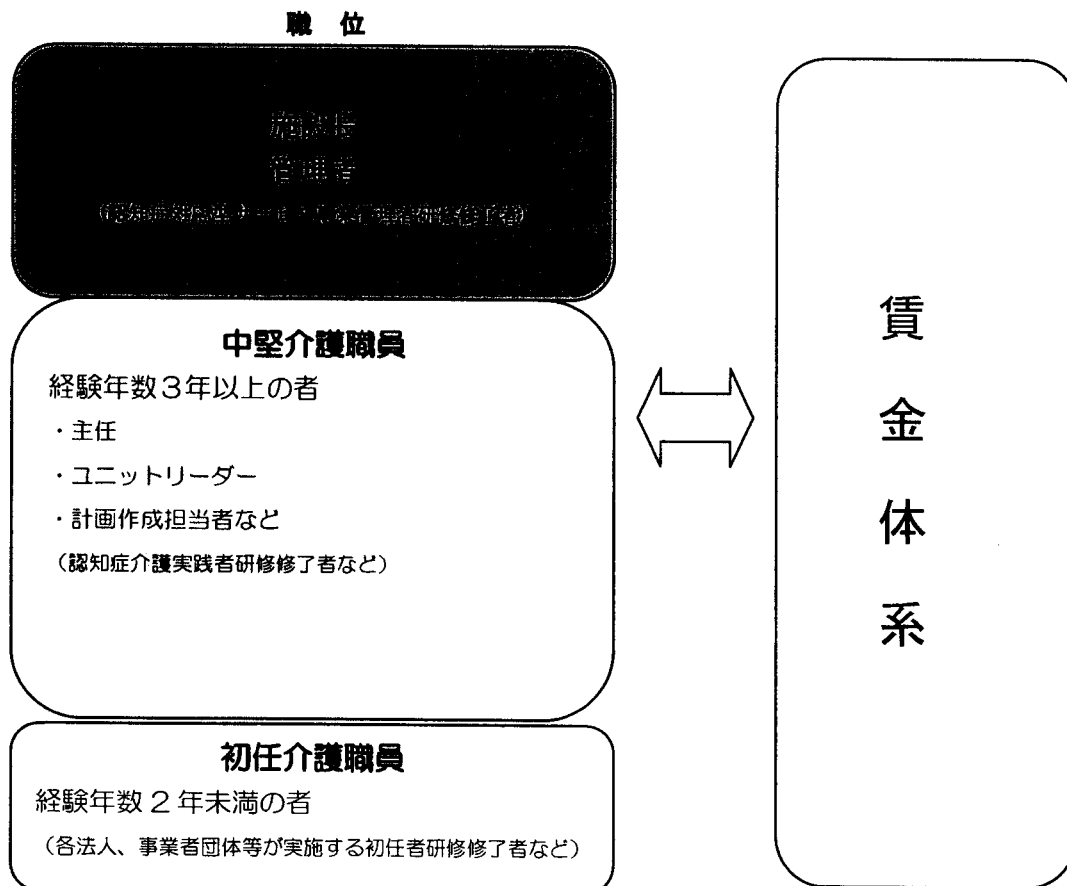 職 位
管理者
中堅介護職員
経験年数3年以上の者
・主任
・ユニットリーダー
・計画作成担当者など
（認知症介護実践者研修修了者など）
初任介護職員
経験年数2年未満の者
（各法人、事業者団体等が実施する初任者研修修了者など）
賃金体系